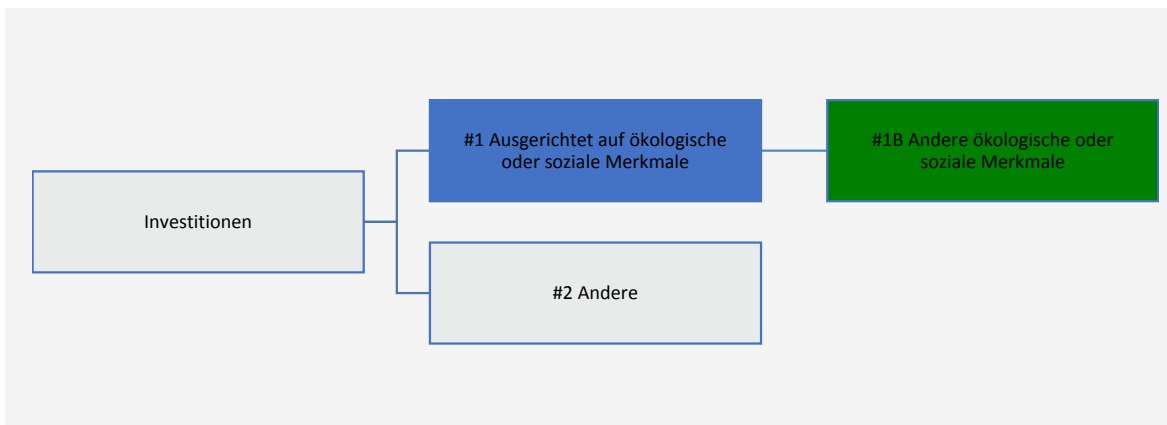 Investitionen
#1 Ausgerichtet auf ökologische
oder soziale Merkmale
#2 Andere
#1B Andere ökologische oder
soziale Merkmale